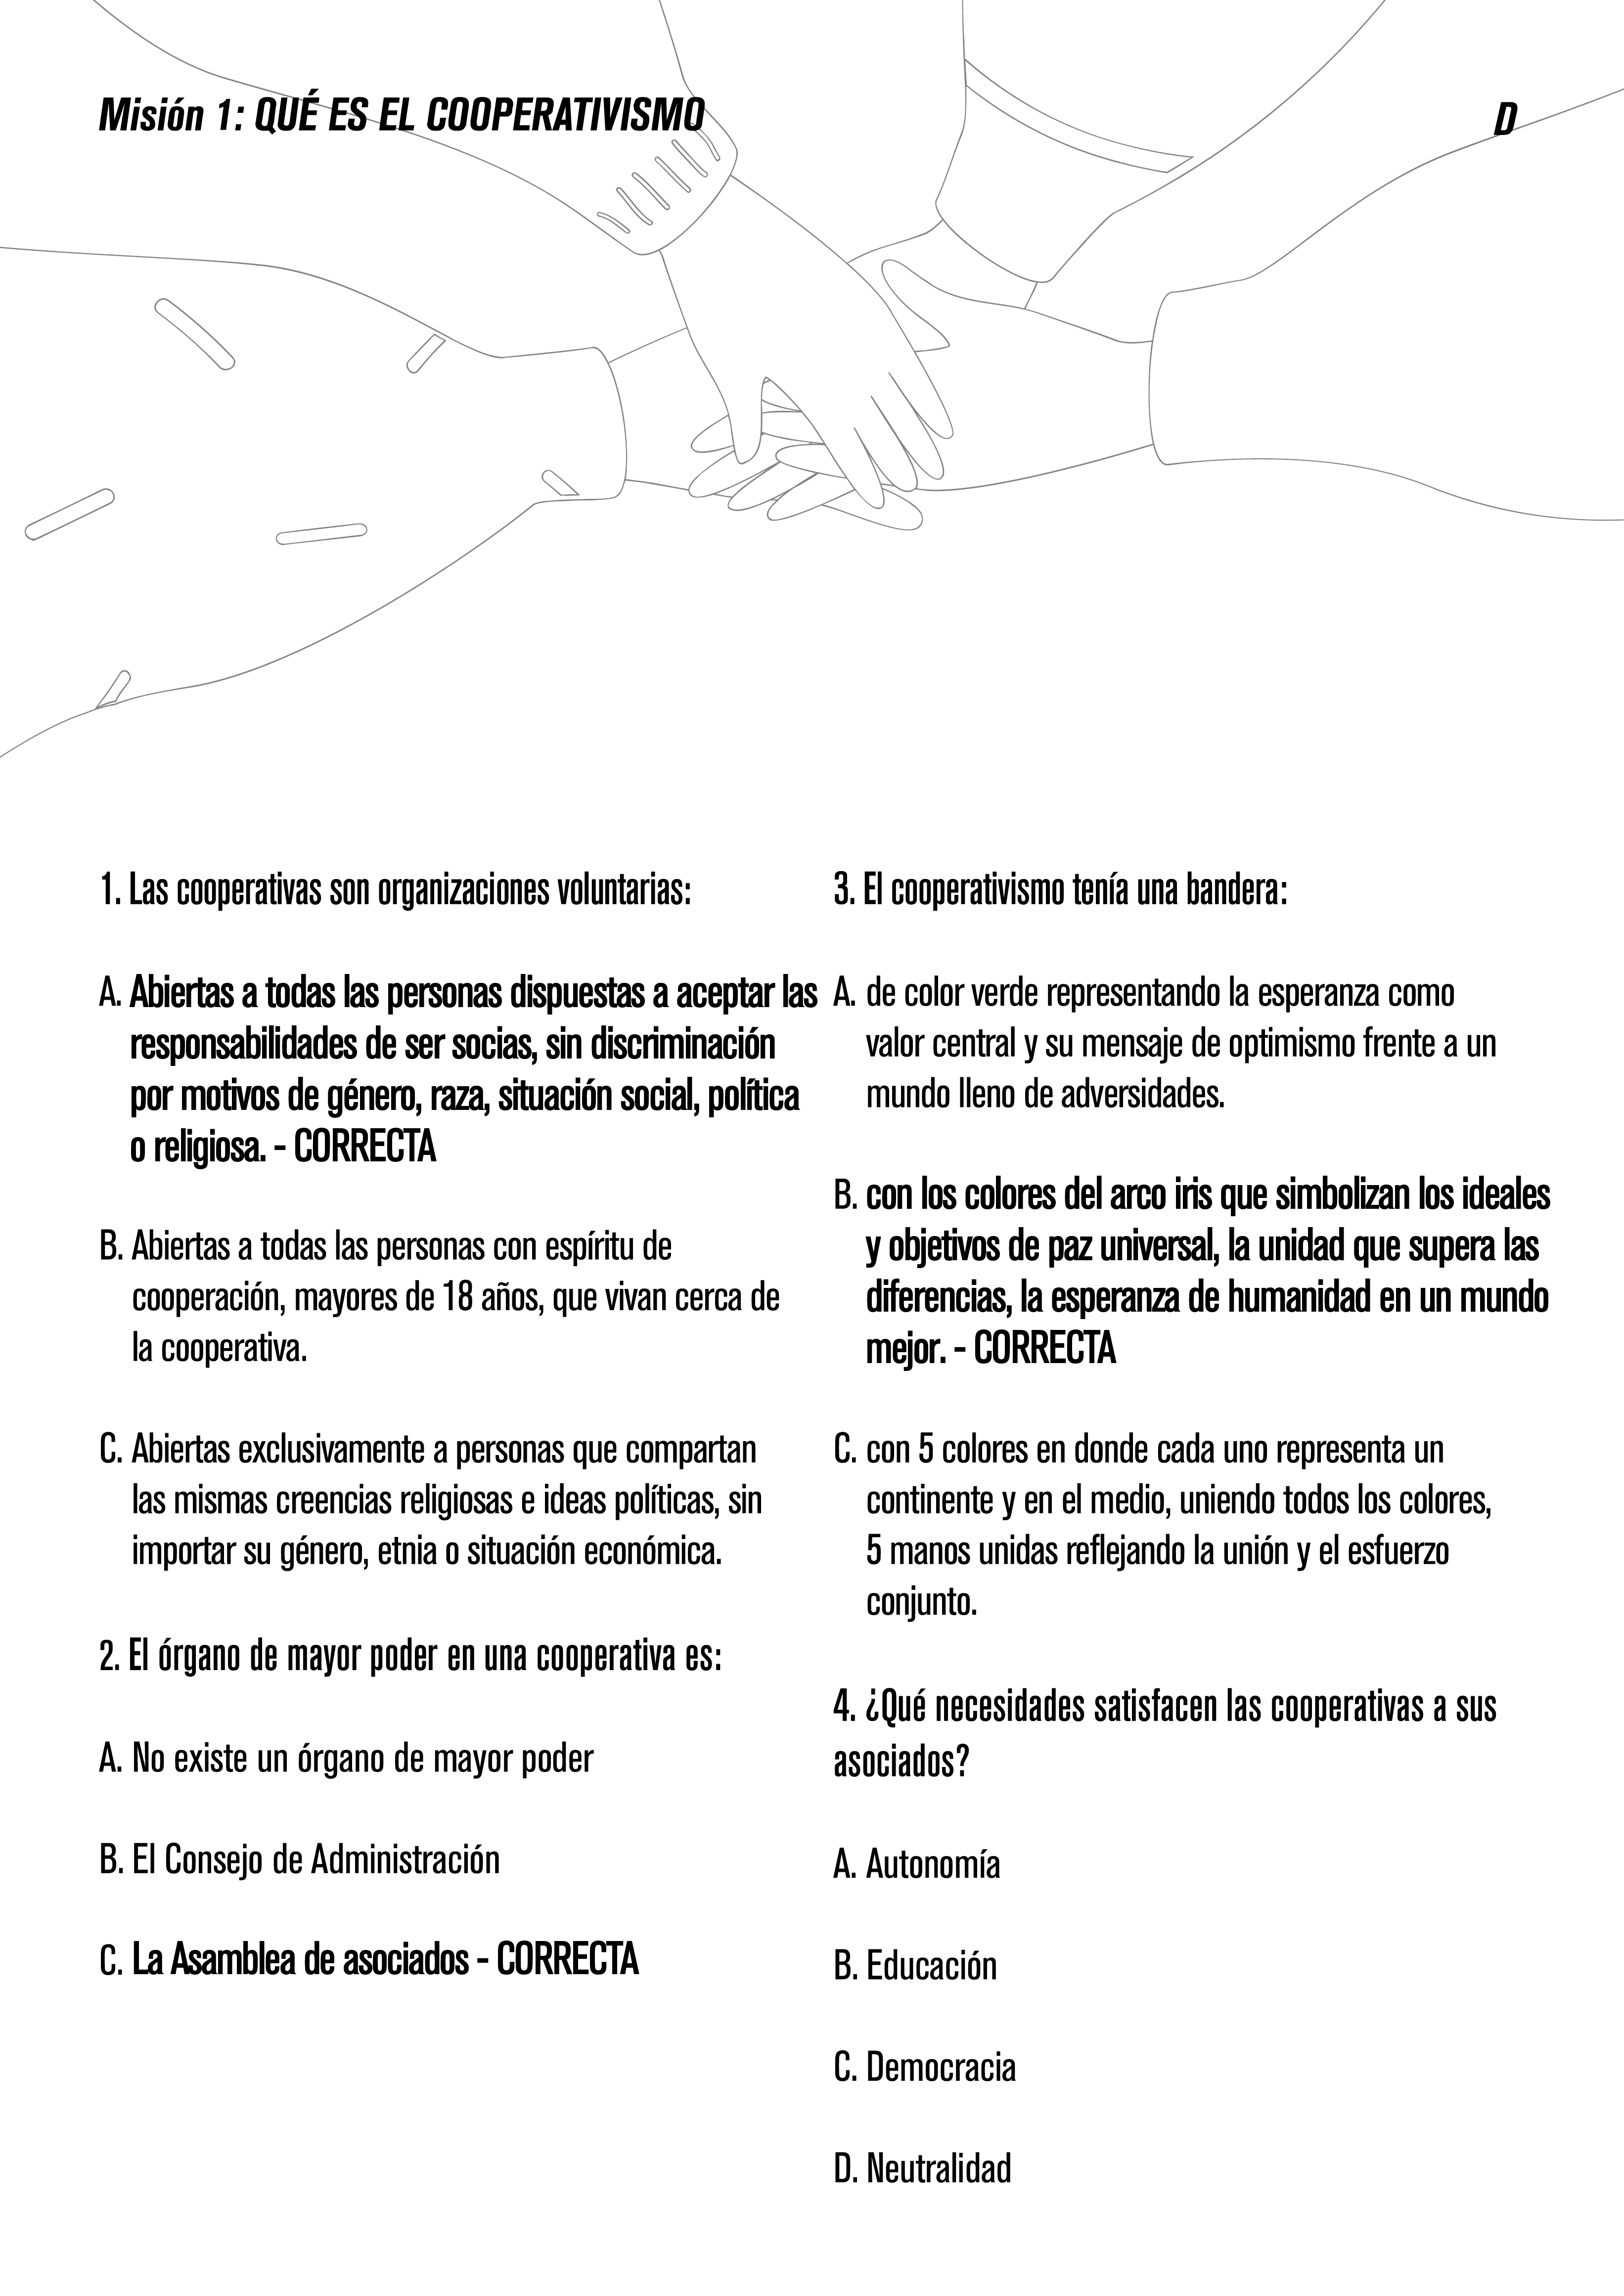 Misión 1: QUÉ ES EL COOPERATIVISMO
D
1. Las cooperativas son organizaciones voluntarias:
A. Abiertas a todas las personas dispuestas a aceptar las
responsabilidades de ser socias, sin discriminación
por motivos de género, raza, situación social, política
o religiosa. - CORRECTA
B. Abiertas a todas las personas con espíritu de
cooperación, mayores de 18 años, que vivan cerca de
la cooperativa.
C. Abiertas exclusivamente a personas que compartan
las mismas creencias religiosas e ideas políticas, sin
importar su género, etnia o situación económica.
2. El órgano de mayor poder en una cooperativa es:
A. No existe un órgano de mayor poder
B. El Consejo de Administración
C. La Asamblea de asociados - CORRECTA
3. El cooperativismo tenía una bandera:
A. de color verde representando la esperanza como
valor central y su mensaje de optimismo frente a un
mundo lleno de adversidades.
B. con los colores del arco iris que simbolizan los ideales
y objetivos de paz universal, la unidad que supera las
diferencias, la esperanza de humanidad en un mundo
mejor. - CORRECTA
C. con 5 colores en donde cada uno representa un
continente y en el medio, uniendo todos los colores,
5 manos unidas reflejando la unión y el esfuerzo
conjunto.
4. ¿Qué necesidades satisfacen las cooperativas a sus
asociados?
A. Autonomía
B. Educación
C. Democracia
D. Neutralidad